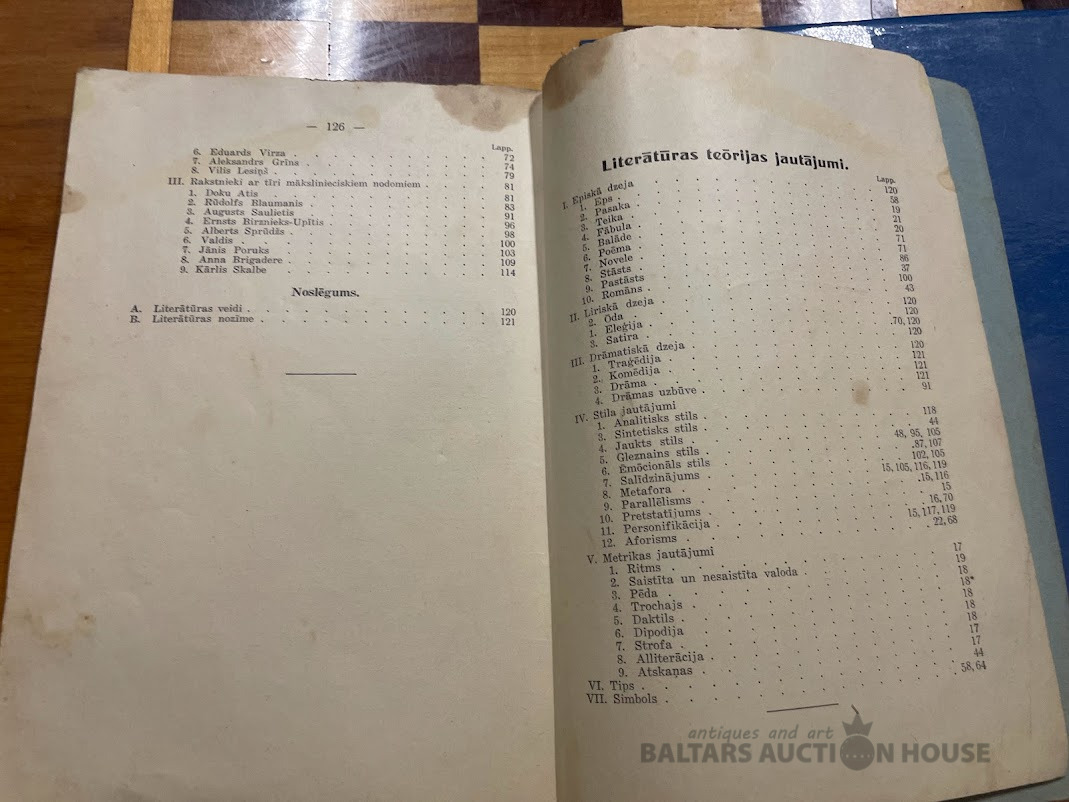 — 126 —
Lapp.
6. Eduards Virza . . . . . . . . 72
7. Aleksandrs Grīns . . . . . . . . 74
8. Vilis Lesiņš . . . . . . . . 79
III. Rakstnieki ar tīri mākslinieciskiem nodomiem . . . . 81
1. Doku Atis . . . . . . . . 81
2. Rūdolfs Blaumanis . . . . . . . . 83
3. Augusts Saulietis . . . . . . . . 91
4. Ernsts Birznieks-Upītis . . . . . . . . 96
5. Alberts Sprūdžs . . . . . . . . 98
6. Valdis . . . . . . . . 100
7. Jānis Poruks . . . . . . . . 103
8. Anna Brigadere . . . . . . . . 109
9. Kārlis Skalbe . . . . . . . . 114
Noslēgums.
A. Literātūras veidi . . . . . . . . 120
B. Literātūras nozīme . . . . . . . . 121
Literātūras teōrijas jautājumi.
Lapp.
I. Episkā dzeja . . . . . . . . 120
1. Eps . . . . . . . . 58
2. Pasaka . . . . . . . . 19
3. Teika . . . . . . . . 21
4. Fābula . . . . . . . . 20
5. Balāde . . . . . . . . 71
6. Poēma . . . . . . . . 71
7. Novele . . . . . . . . 86
8. Stāsts . . . . . . . . 37
9. Pastāsts . . . . . . . . 100
10. Romāns . . . . . . . . 43
II. Liriskā dzeja . . . . . . . . 120
2. Oda . . . . . . . . 120
1. Eleģija . . . . . . . . 70, 120
3. Satira . . . . . . . . 120
III. Drāmatiskā dzeja . . . . . . . . 120
1. Traģēdija . . . . . . . . 121
2. Komēdija . . . . . . . . 121
3. Drāma . . . . . . . . 121
4. Drāmas uzbūve . . . . . . . . 91
IV. Stila jautājumi
1. Analitisks stils . . . . . . . . 118
3. Sintetisks stils . . . . . . . . 44
4. Jaukts stils . . . . . . . . 48, 95, 105
5. Gleznains stils . . . . . . . . 87, 107
6. Ēmōcionāls stils . . . . . . . . 102, 105
7. Salīdzinājums . . . . . . . . 15, 105, 116, 119
8. Metafora . . . . . . . . 15, 116
9. Parallēlisms . . . . . . . . 15
10. Pretstatījums . . . . . . . . 16, 70
11. Personifikācija . . . . . . . . 15, 117, 119
12. Aforisms . . . . . . . . 22, 68
V. Metrikas jautājumi
1. Ritms . . . . . . . . 17
2. Saistīta un nesaistīta valoda . . . . . . . . 19
3. Pēda . . . . . . . . 18
4. Trochajs . . . . . . . . 18*
5. Daktils . . . . . . . . 18
6. Dipodija . . . . . . . . 18
7. Strofa . . . . . . . . 18
8. Alliterācija . . . . . . . . 17
9. Atskaņas . . . . . . . . 17
VI. Tips . . . . . . . . 44
VII. Simbols . . . . . . . . 58, 64
antiques and art
BALTARS AUCTION HOUSE